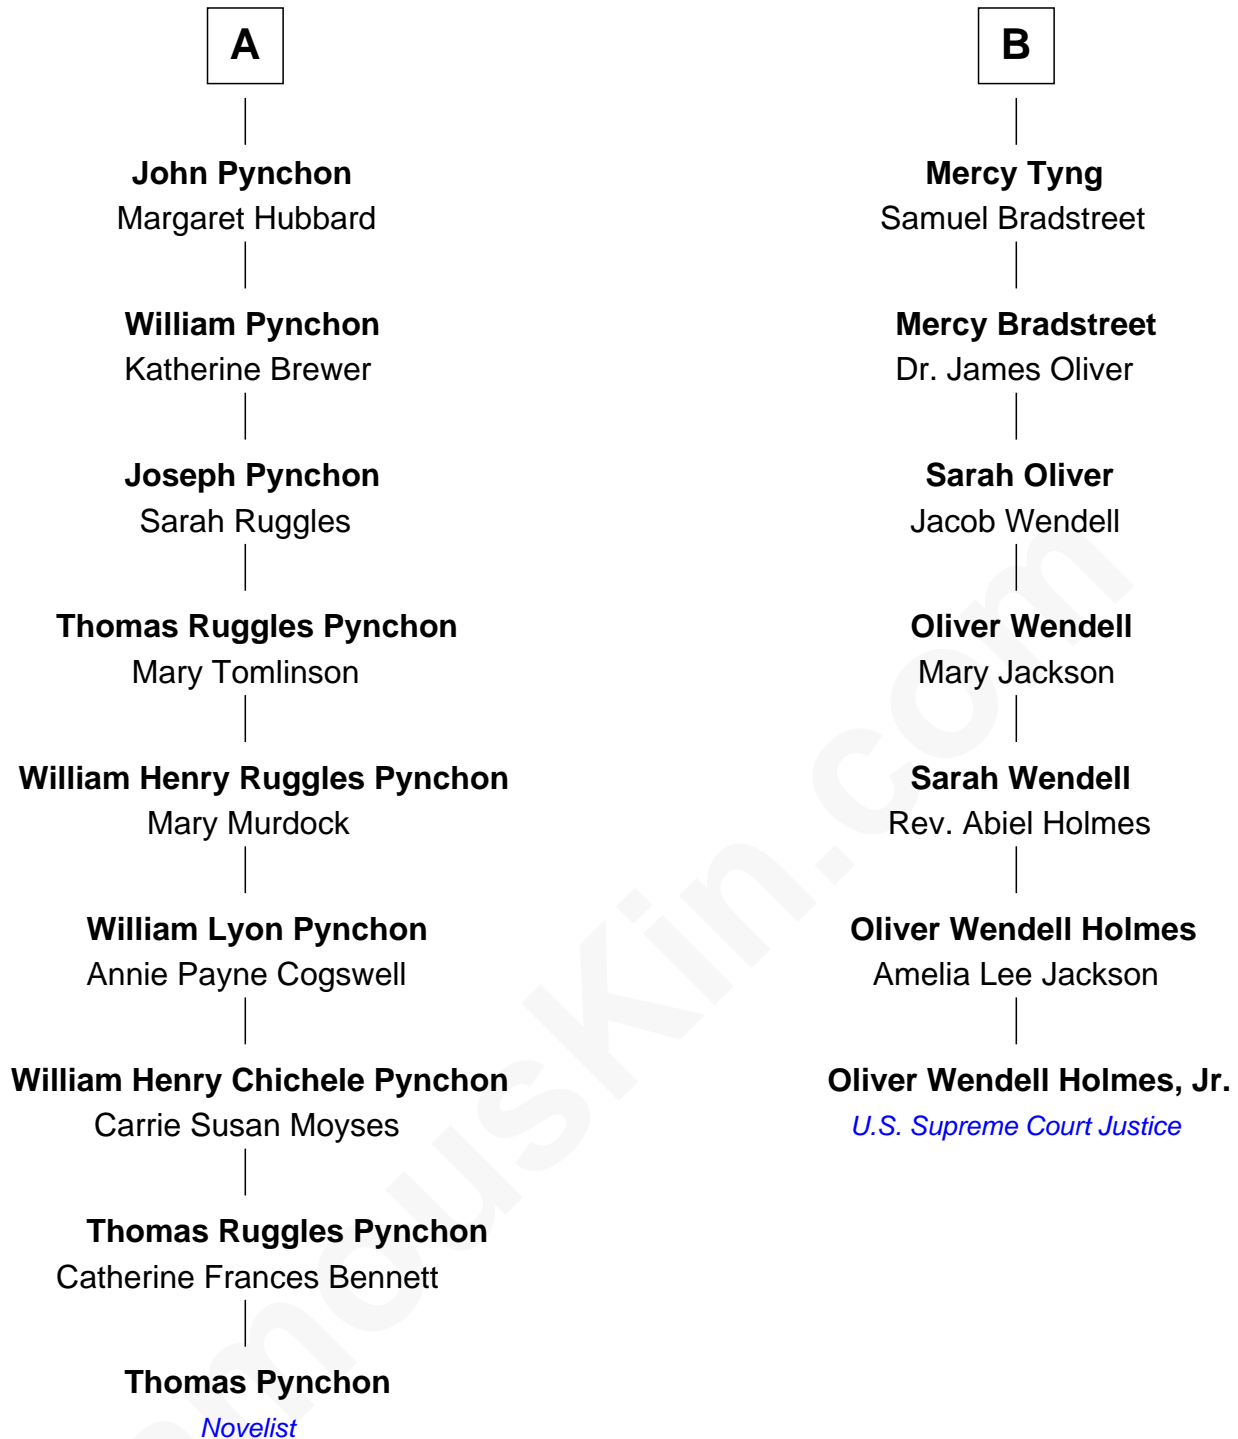 A
John Pynchon
Margaret Hubbard
William Pynchon
Katherine Brewer
Joseph Pynchon
Sarah Ruggles
Thomas Ruggles Pynchon
Mary Tomlinson
William Henry Ruggles Pynchon
Mary Murdock
William Lyon Pynchon
Annie Payne Cogswell
William Henry Chichele Pynchon
Carrie Susan Moyses
Thomas Ruggles Pynchon
Catherine Frances Bennett
Thomas Pynchon
Novelist
B
Mercy Tyng
Samuel Bradstreet
Mercy Bradstreet
Dr. James Oliver
Sarah Oliver
Jacob Wendell
Oliver Wendell
Mary Jackson
Sarah Wendell
Rev. Abiel Holmes
Oliver Wendell Holmes
Amelia Lee Jackson
Oliver Wendell Holmes, Jr.
U.S. Supreme Court Justice
mousKin.com